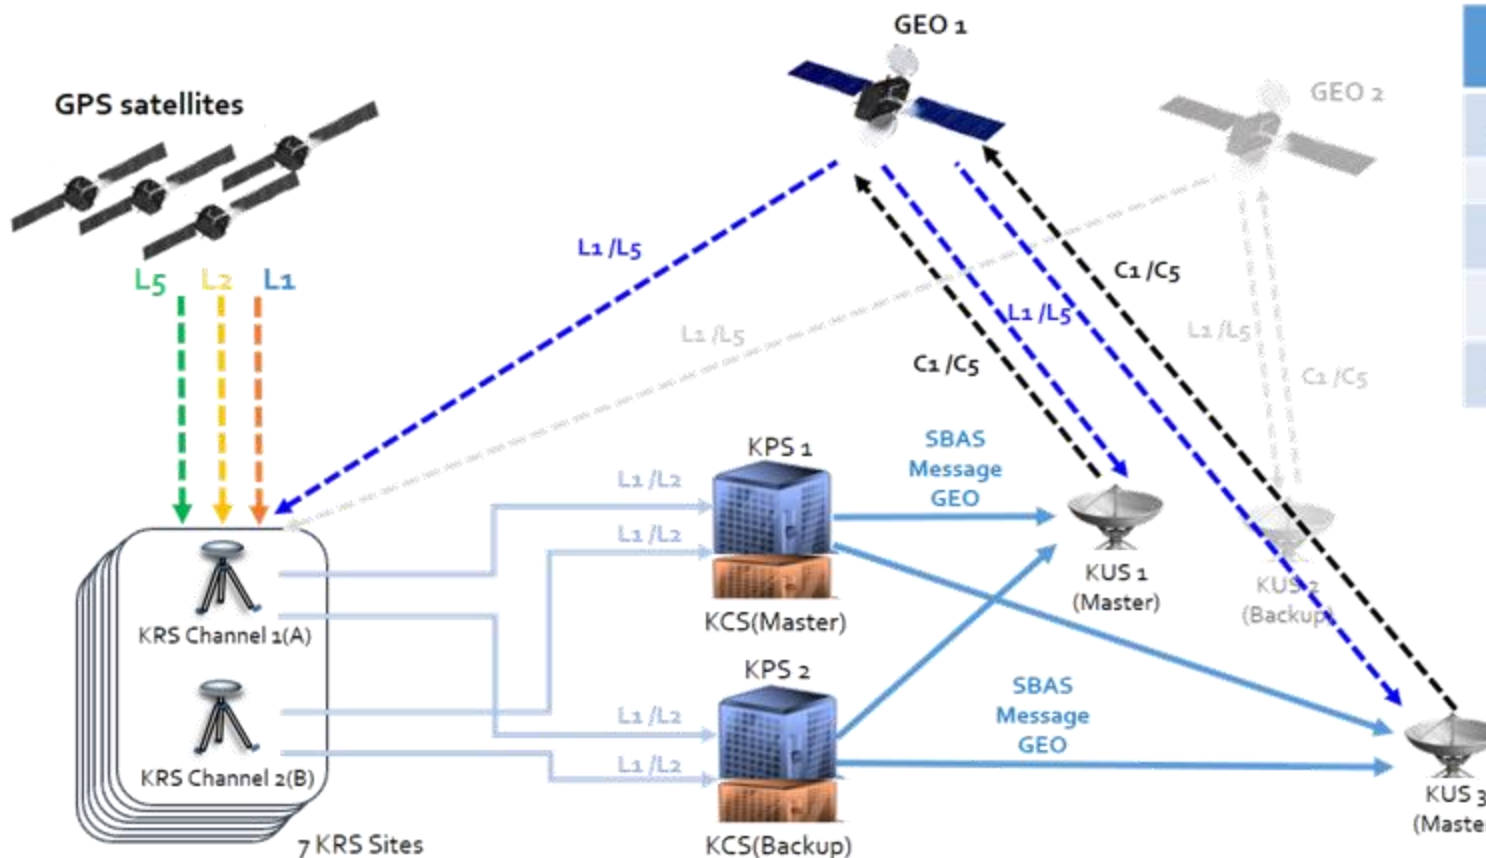 GEO 1
GEO 2
GPS satellites
L5
L2
L1
L1 /L5
C1 /C5
L1 /L5
L1 /L5
L1 /L5
C1 /C5
C1 /C5
KPS 1
SBAS
Message
GEO
L1 /L2
L1 /L2
KUS 1
(Master)
KUS 2
(Backup)
KCS(Master)
KRS Channel 1(A)
KPS 2
SBAS
Message
GEO
L1 /L2
L1 /L2
KRS Channel 2(B)
KUS 3
(Master
7 KRS Sites
KCS(Backup)